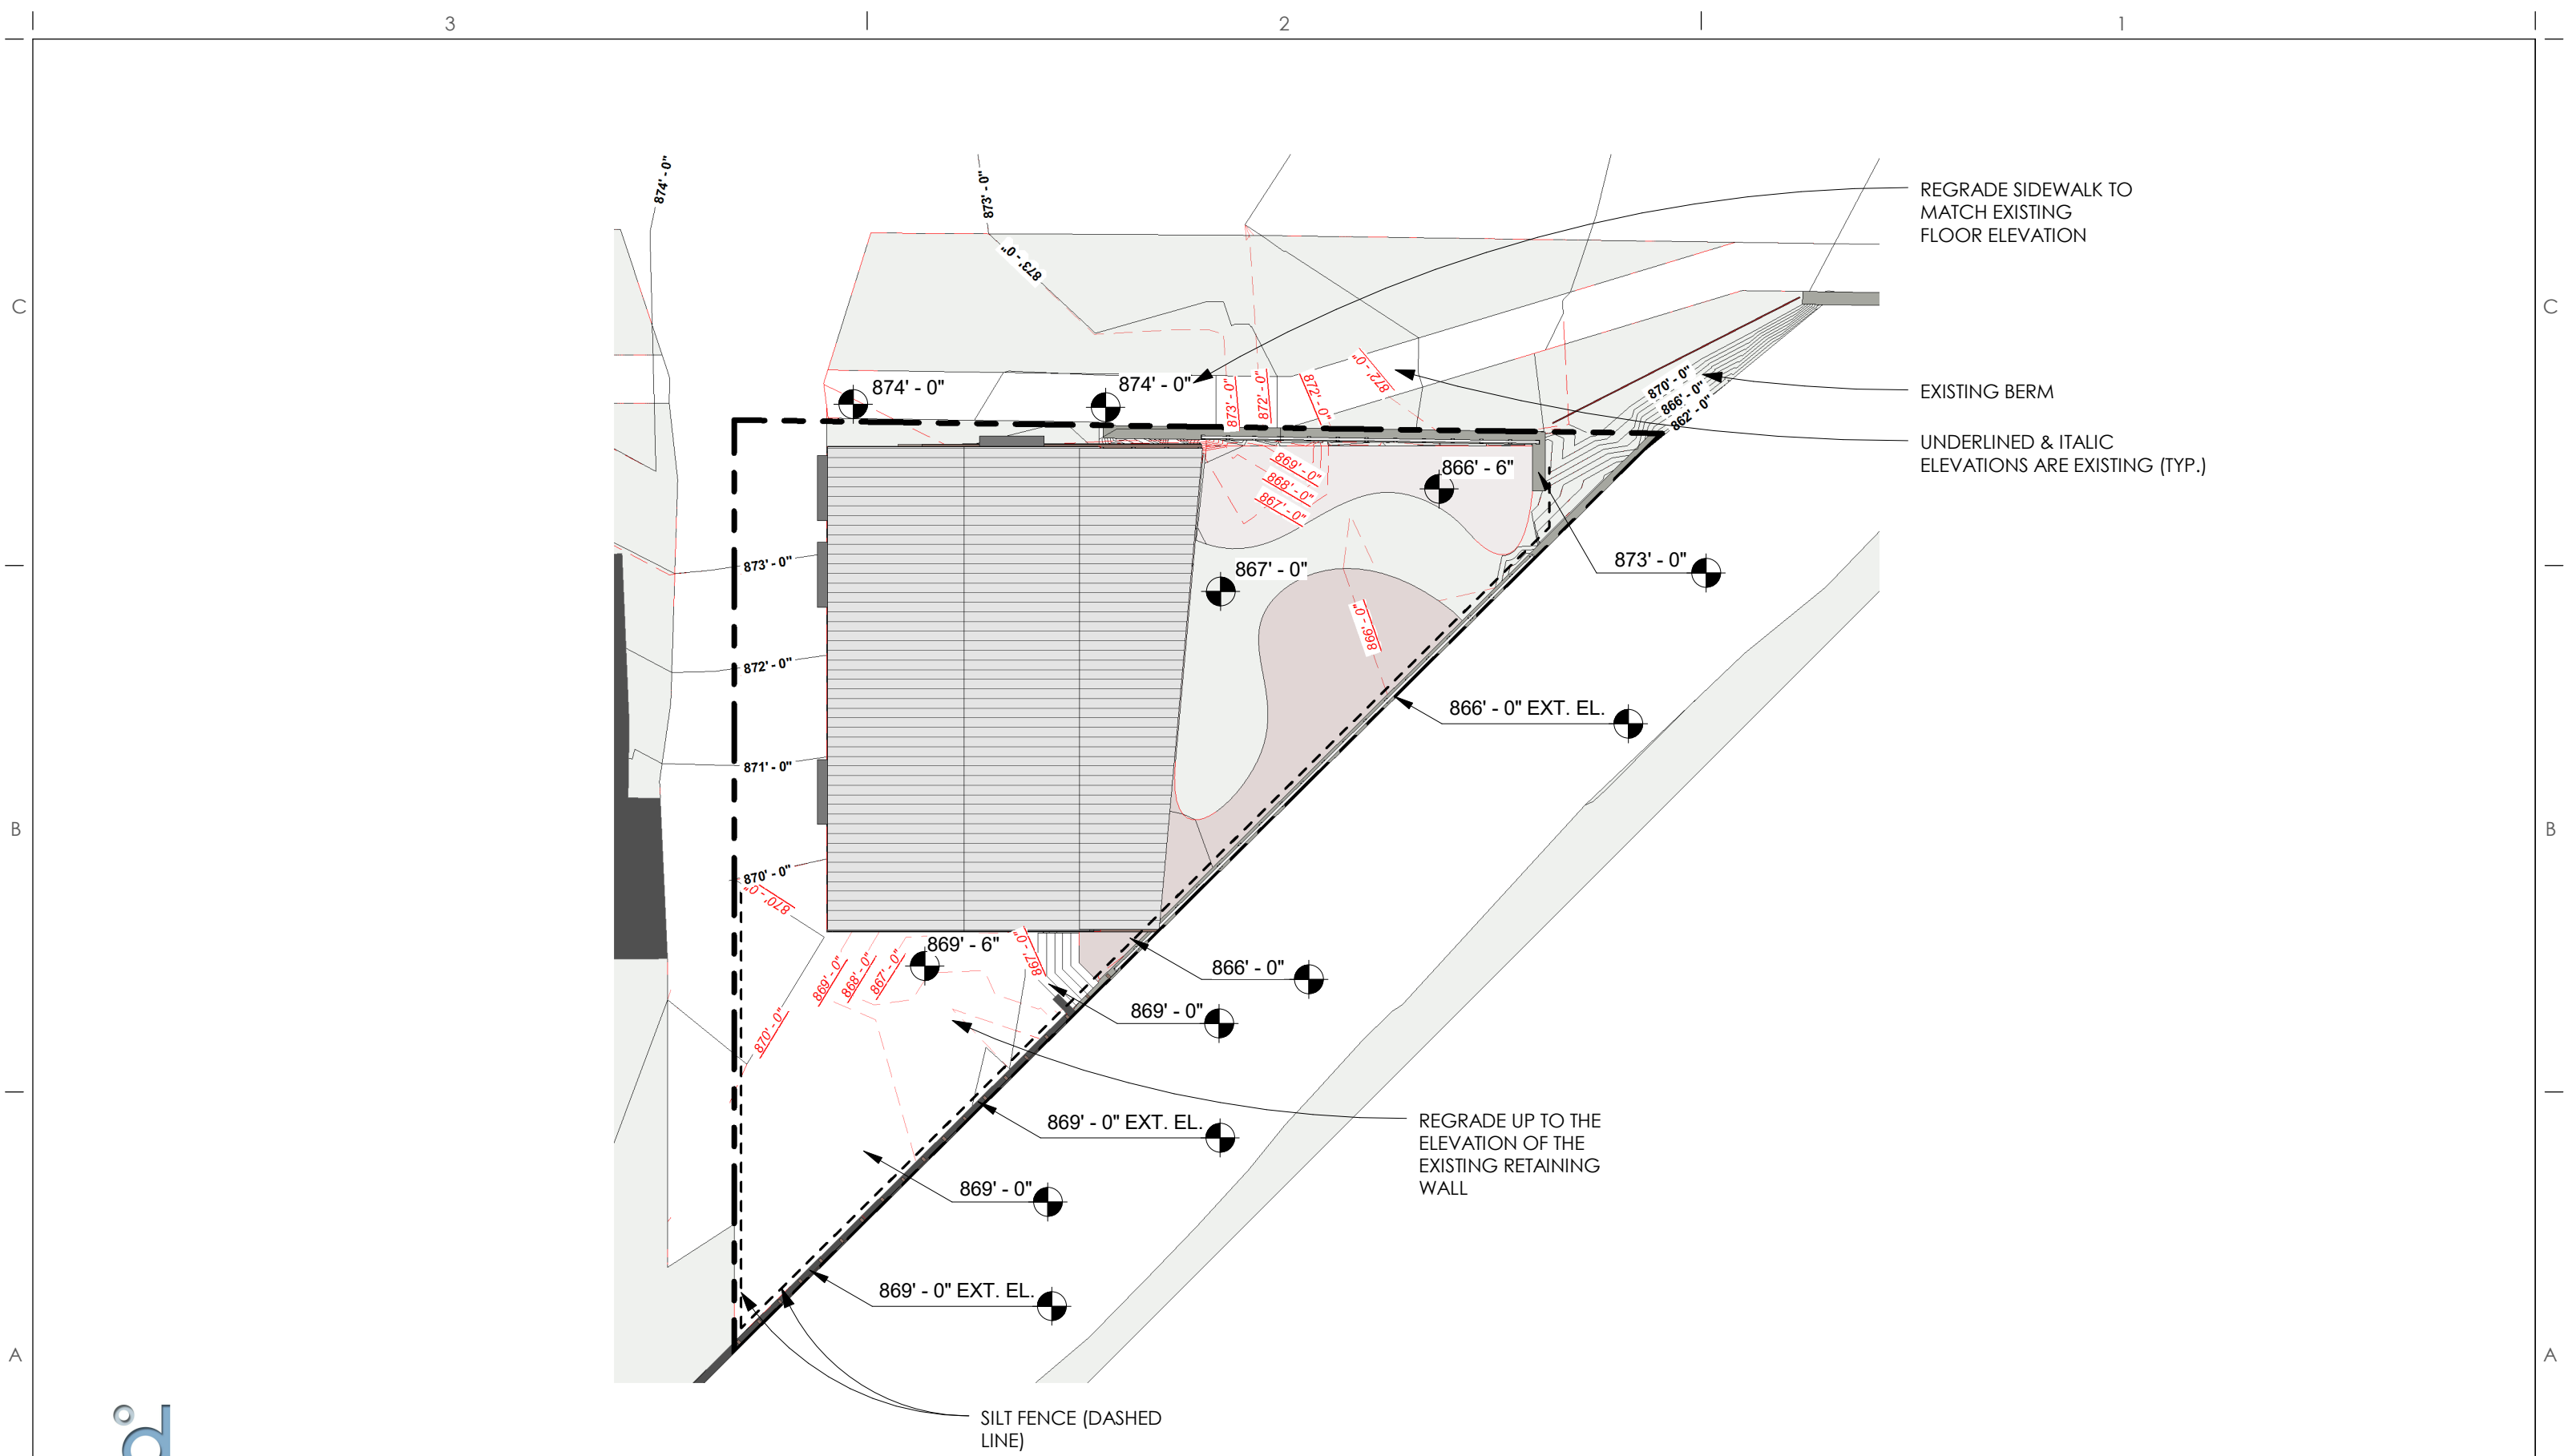 3
2
1
874' - 0"
873' - 0"
873' - 0"
REGRADE SIDEWALK TO
MATCH EXISTING
FLOOR ELEVATION
C
C
874' - 0"
874' - 0"
873' - 0"
872' - 0"
872' - 0"
872' - 0"
870' - 0"
866' - 0"
862' - 0"
EXISTING BERM
UNDERLINED & ITALIC
ELEVATIONS ARE EXISTING (TYP.)
869' - 0"
868' - 0"
867' - 0"
866' - 6"
873' - 0"
867' - 0"
873' - 0"
866' - 0"
872' - 0"
866' - 0" EXT. EL.
871' - 0"
B
B
870' - 0"
870' - 0"
869' - 6"
867' - 0"
869' - 0"
868' - 0"
867' - 0"
866' - 0"
870' - 0"
869' - 0"
869' - 0" EXT. EL.
REGRADE UP TO THE
ELEVATION OF THE
EXISTING RETAINING
WALL
869' - 0"
869' - 0" EXT. EL.
A
A
SILT FENCE (DASHED
LINE)